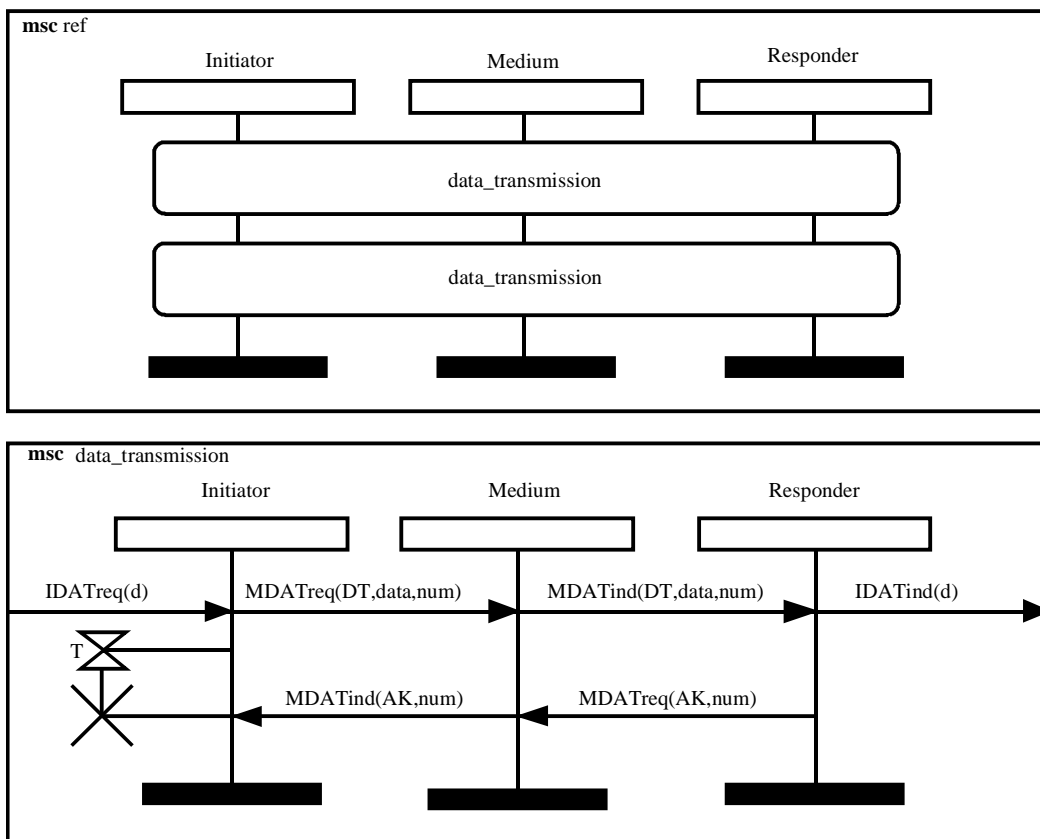 msc ref
Initiator
Medium
Responder
data_transmission
data_transmission
msc data_transmission
Initiator
Medium
Responder
IDATreq(d)
MDATreq(DT,data,num)
MDATind(DT,data,num)
IDATind(d)
T
MDATind(AK,num)
MDATreq(AK,num)